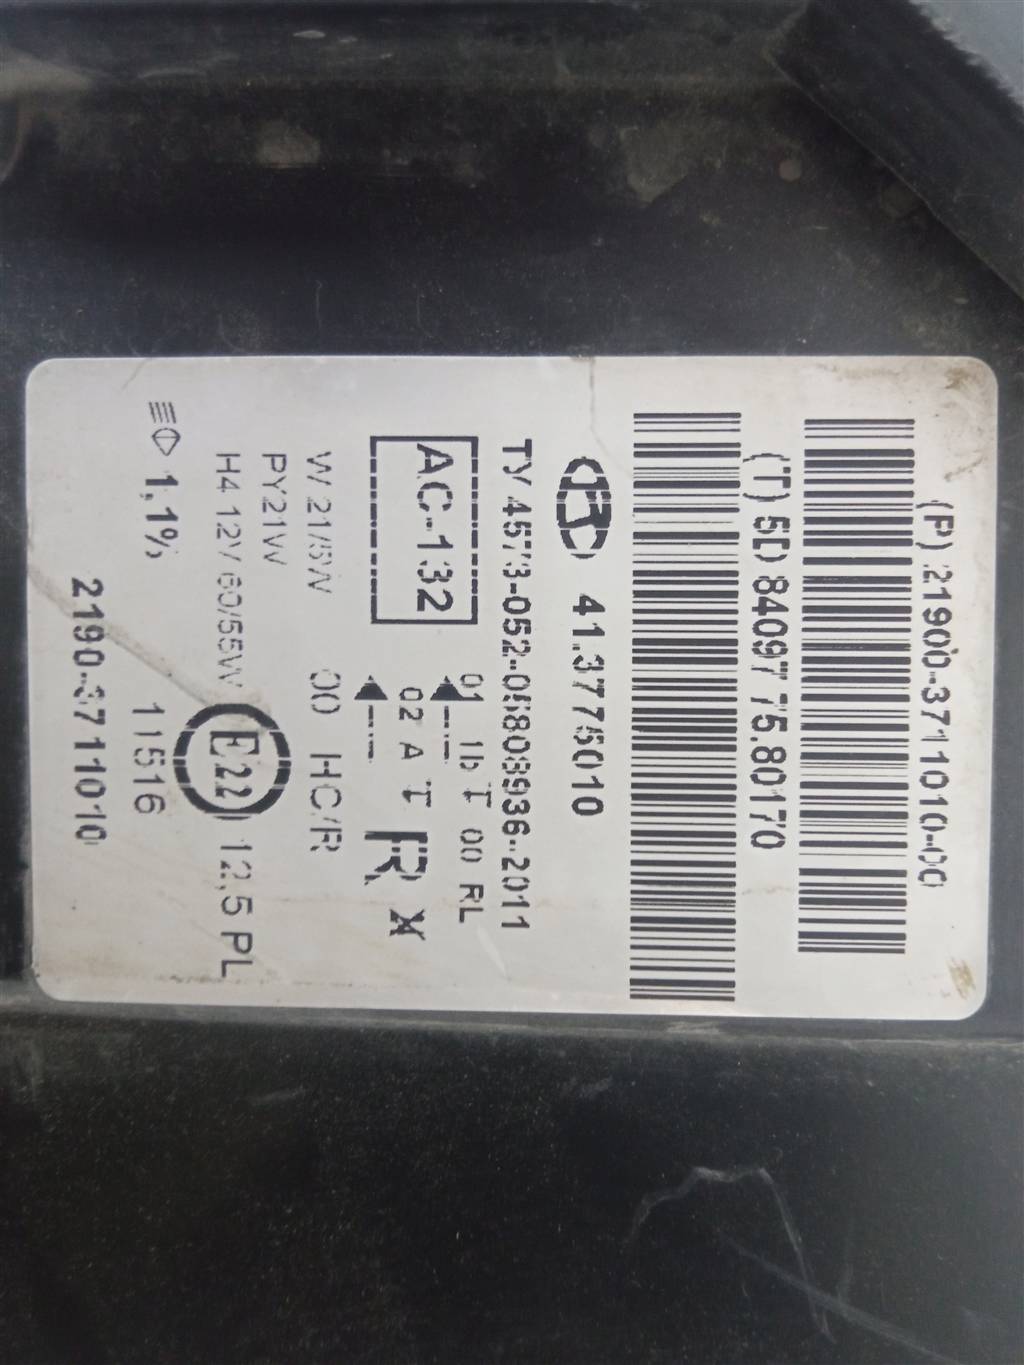 (P) 21900-3711010-00
(T) 5D 84097 75.80170
41.3775010
ТУ 4573-052-05808936-2011
AC-132
01 1b T 00 RL
02 A T R X
W 21/5W 00 HC/R
PY21W
H4 12V 60/55W E22 12,5 PL
1,1% 11516
2190-3711010